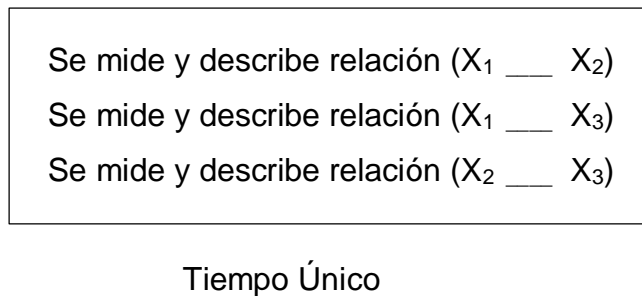 Se mide y describe relación (X₁ ___ X₂)
Se mide y describe relación (X₁ ___ X₃)
Se mide y describe relación (X₂ ___ X₃)
Tiempo Único